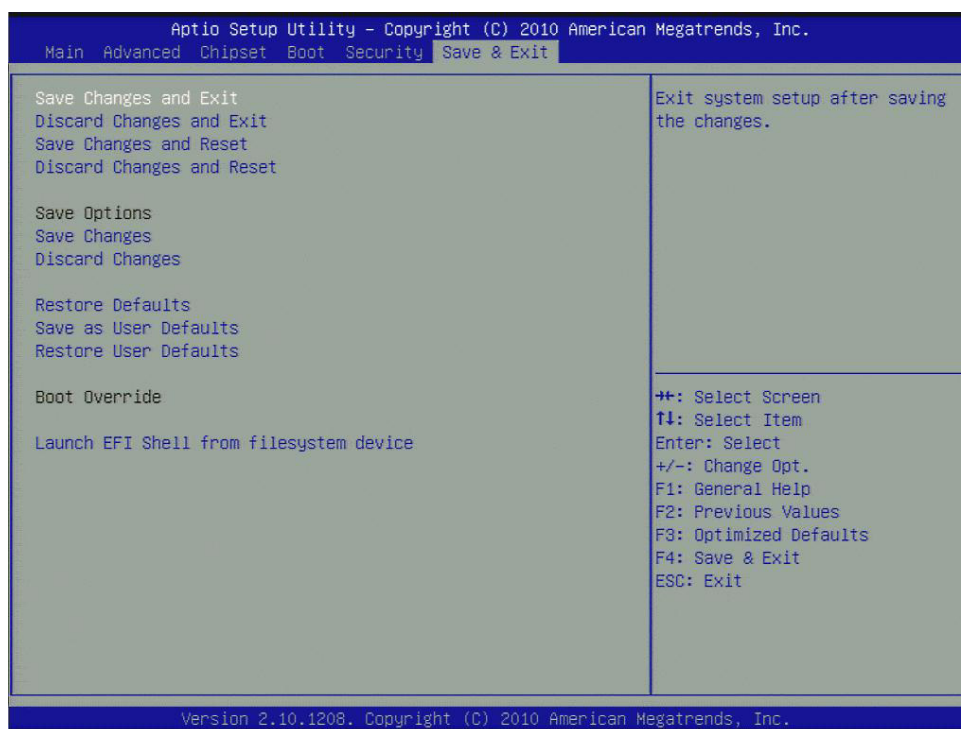 Aptio Setup Utility – Copyright (C) 2010 American Megatrends, Inc.
Main Advanced Chipset Boot Security Save & Exit
Save Changes and Exit
Discard Changes and Exit
Save Changes and Reset
Discard Changes and Reset
Save Options
Save Changes
Discard Changes
Restore Defaults
Save as User Defaults
Restore User Defaults
Boot Override
Launch EFI Shell from filesystem device
Exit system setup after saving
the changes.
→←: Select Screen
↑↓: Select Item
Enter: Select
+/-: Change Opt.
F1: General Help
F2: Previous Values
F3: Optimized Defaults
F4: Save & Exit
ESC: Exit
Version 2.10.1208. Copyright (C) 2010 American Megatrends, Inc.